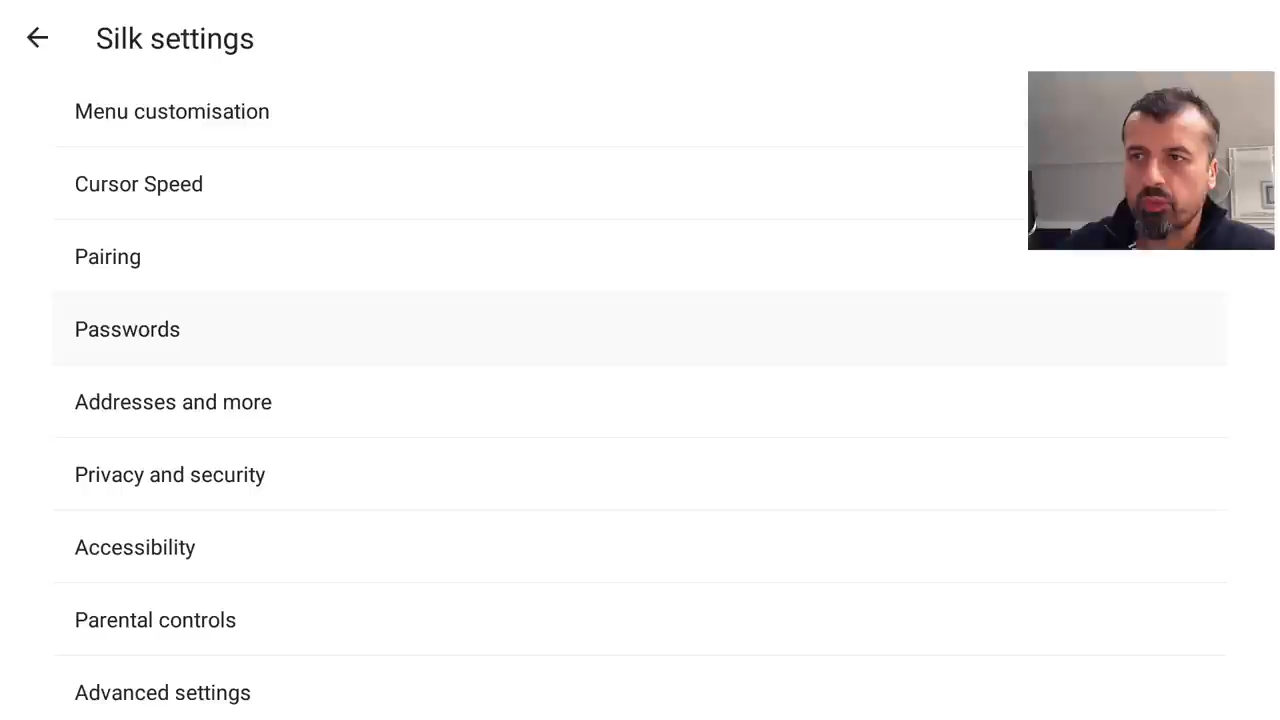 Silk settings
Menu customisation
Cursor Speed
Pairing
Passwords
Addresses and more
Privacy and security
Accessibility
Parental controls
Advanced settings